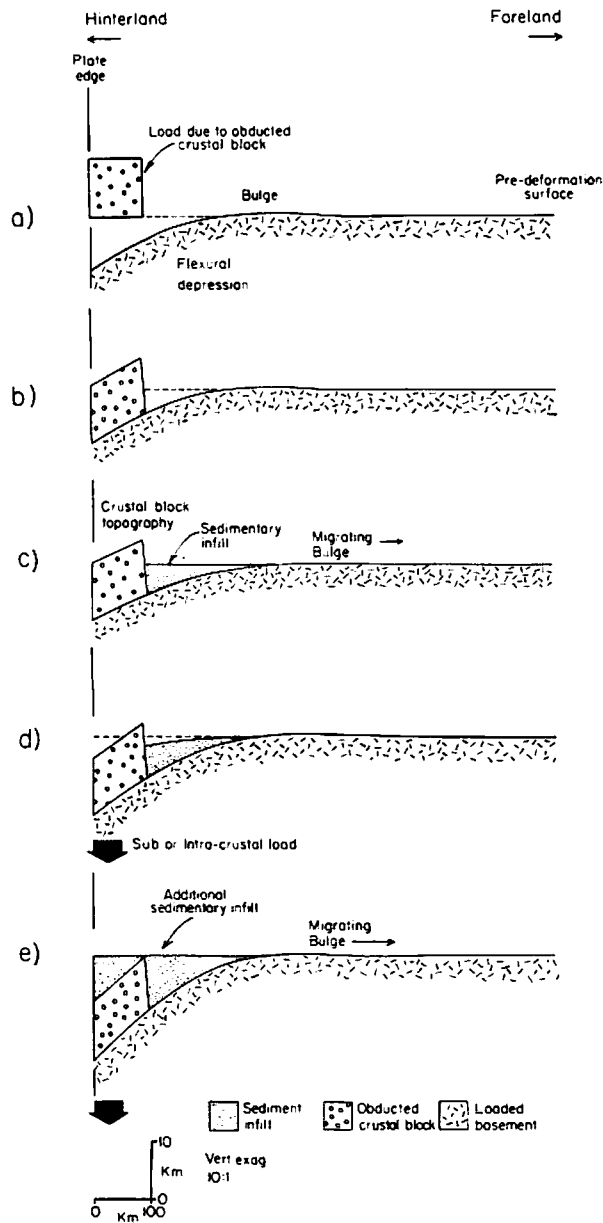 Hinterland
Foreland
Plate
edge
Load due to obducted
crustal block
Bulge
Pre-deformation
surface
a)
Flexural
depression
b)
Crustal block
topography
Sedimentary
infill
Migrating
Bulge
c)
d)
Sub or Intra-crustal load
Additional
sedimentary infill
Migrating
Bulge
e)
Sediment
infill
Obducted
crustal block
Loaded
basement
10
Km
0
Vert exag
10:1
0 Km 100